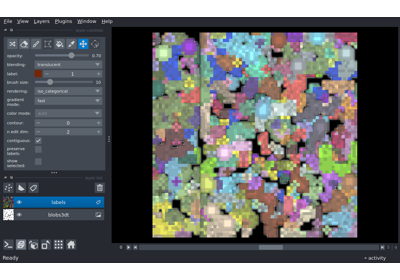 File View Layers Plugins Window Help
opacity: 0.70
blending: translucent
label: 1
brush size: 10
rendering: iso_categorical
gradient mode: fast
color mode:
contour: 0
n edit dim: 2
contiguous:
preserve labels:
show selected:
labels
blobs3dt
0
Ready
activity